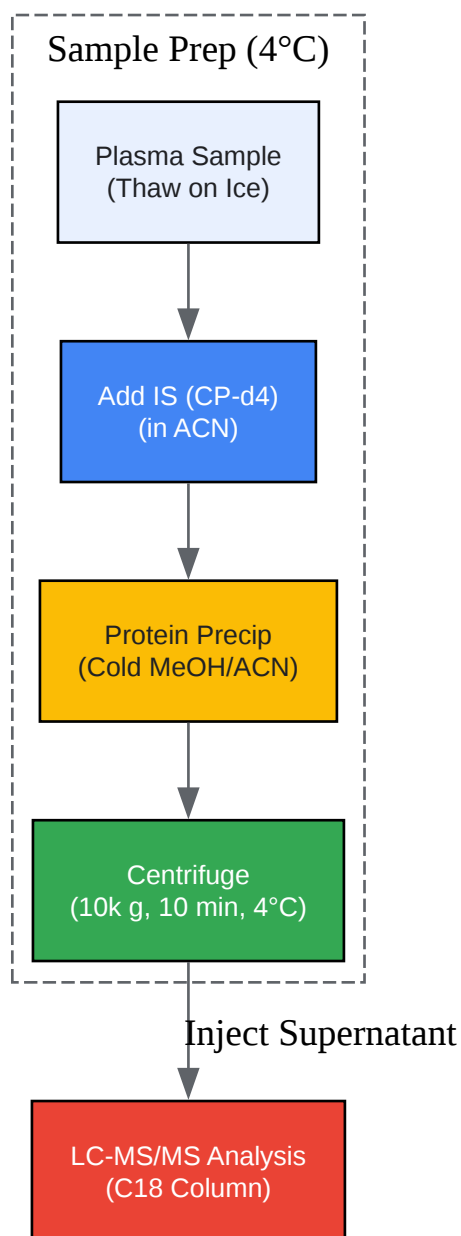 Sample Prep (4°C)
Plasma Sample
(Thaw on Ice)
Add IS (CP-d4)
(in ACN)
Protein Precip
(Cold MeOH/ACN)
Centrifuge
(10k g, 10 min, 4°C)
Inject Supernatant
LC-MS/MS Analysis
(C18 Column)